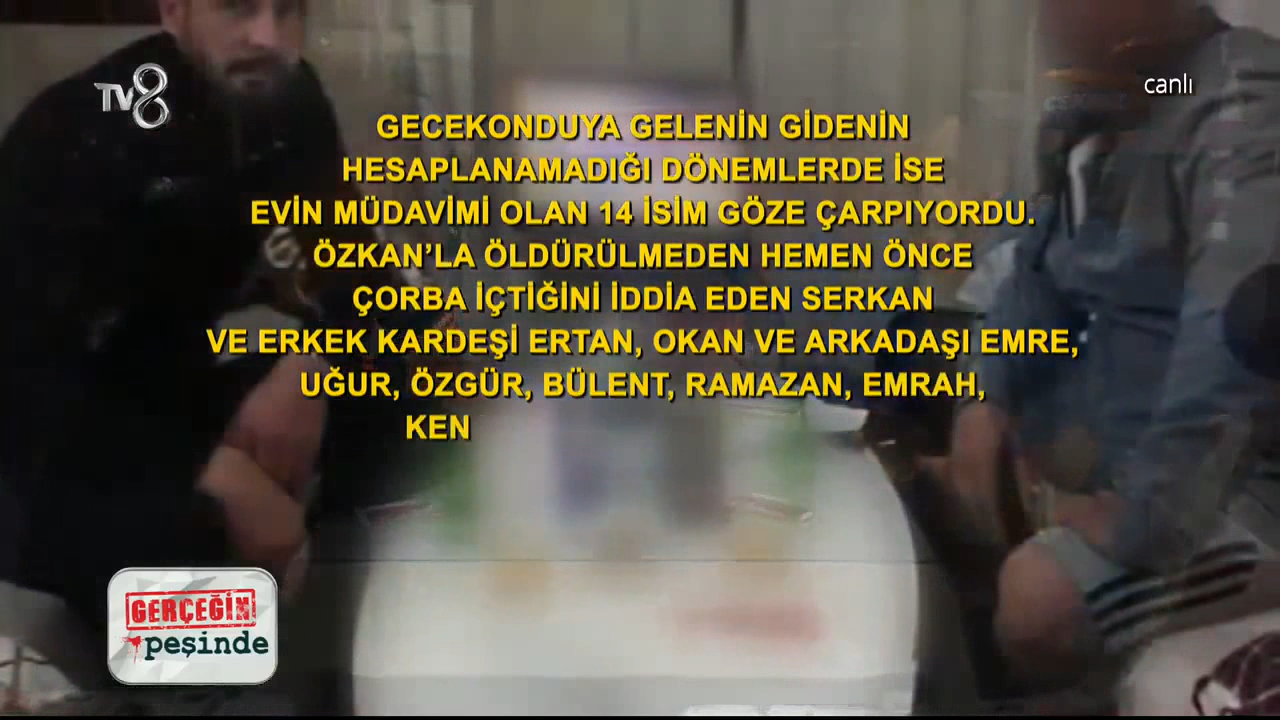 TV8
canlı
GECEKONDUYA GELENİN GİDENİN
HESAPLANAMADIĞI DÖNEMLERDE İSE
EVİN MÜDAVİMİ OLAN 14 İSİM GÖZE ÇARPIYORDU.
ÖZKAN’LA ÖLDÜRÜLMEDEN HEMEN ÖNCE
ÇORBA İÇTİĞİNİ İDDİA EDEN SERKAN
VE ERKEK KARDEŞİ ERTAN, OKAN VE ARKADAŞI EMRE,
UĞUR, ÖZGÜR, BÜLENT, RAMAZAN, EMRAH,
KEN
GERÇEĞİN
peşinde